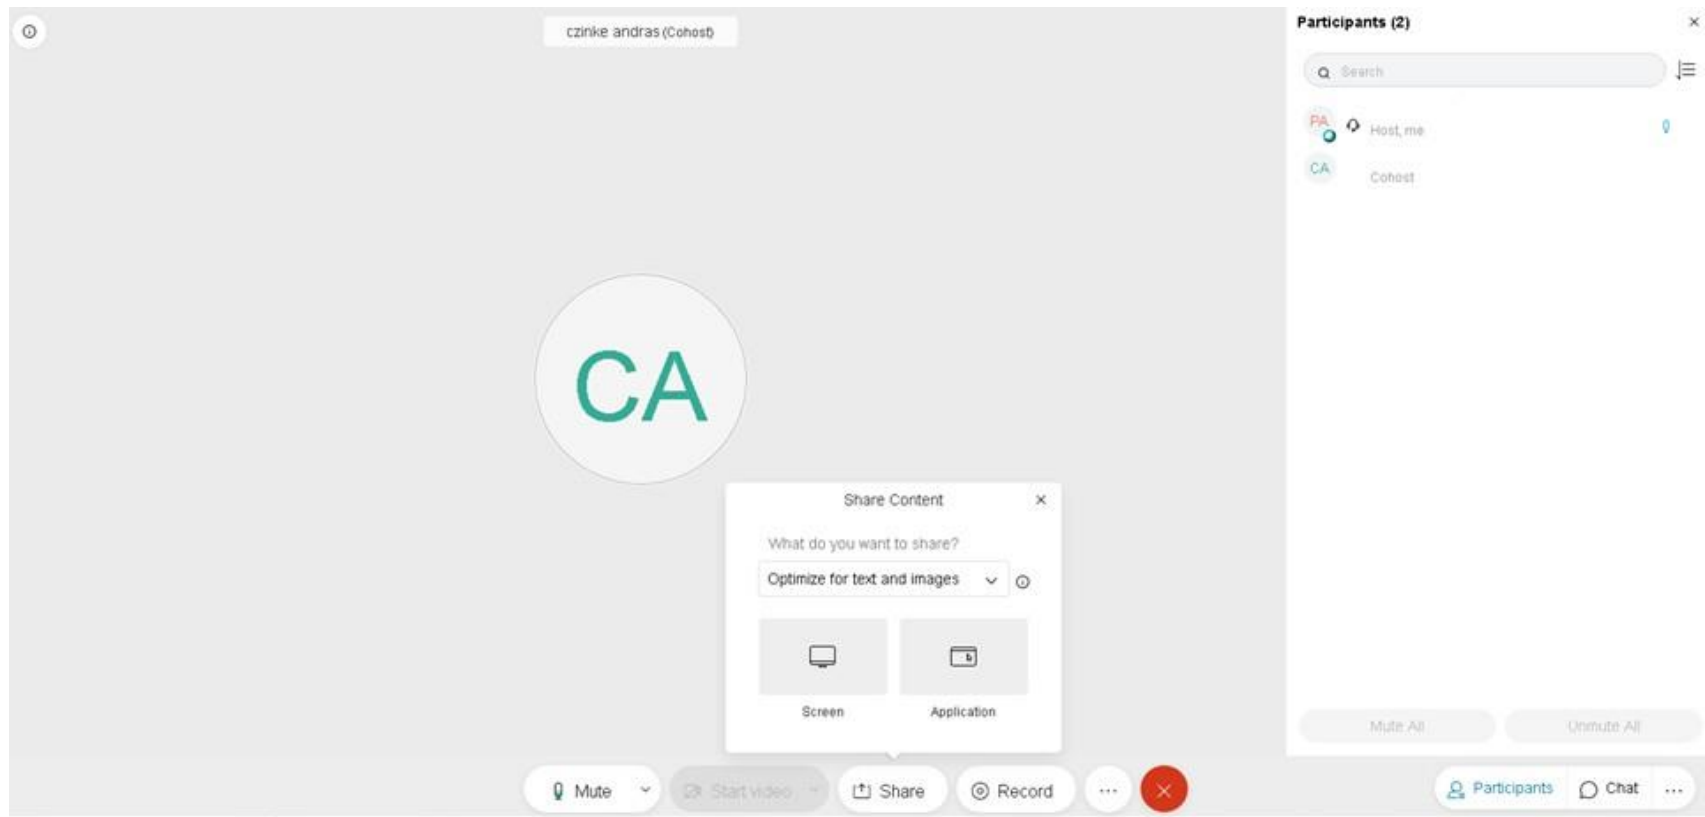 czinke andras (Cohost)
Participants (2)
Search
PA
Host, me
CA
Cohost
CA
Share Content
What do you want to share?
Optimize for text and images
Screen
Application
Mute All
Unmute All
Mute
Start video
Share
Record
Participants
Chat